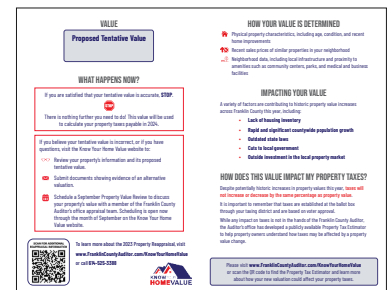 VALUE
Proposed Tentative Value
WHAT HAPPENS NOW?
If you are satisfied that your tentative value is accurate, STOP.
STOP
There is nothing further you need to do! This value will be used
to calculate your property taxes payable in 2024.
If you believe your tentative value is incorrect, or if you have
questions, visit the Know Your Home Value website to:
Review your property's information and its proposed
tentative value.
Submit documents showing evidence of an alternative
valuation.
Schedule a September Property Value Review to discuss
your property's value with a member of the Franklin County
Auditor's office appraisal team. Scheduling is open now
through the month of September on the Know Your Home
Value website.
SCAN FOR ADDITIONAL
REAPPRAISAL INFORMATION
To learn more about the 2023 Property Reappraisal, visit
www.FranklinCountyAuditor.com/KnowYourHomeValue
or call 614-525-3388
KNOW YOUR
HOMEVALUE
HOW YOUR VALUE IS DETERMINED
Physical property characteristics, including age, condition, and recent
home improvements
Recent sales prices of similar properties in your neighborhood
Neighborhood data, including local infrastructure and proximity to
amenities such as community centers, parks, and medical and business
facilities
IMPACTING YOUR VALUE
A variety of factors are contributing to historic property value increases
across Franklin County this year, including:
• Lack of housing inventory
• Rapid and significant countywide population growth
• Outdated state laws
• Cuts to local government
• Outside investment in the local property market
HOW DOES THIS VALUE IMPACT MY PROPERTY TAXES?
Despite potentially historic increases in property values this year, taxes will
not increase or decrease by the same percentage as property value.
It is important to remember that taxes are established at the ballot box
through your taxing district and are based on voter approval.
While any impact on taxes is not in the hands of the Franklin County Auditor,
the Auditor's office has developed a publicly available Property Tax Estimator
to help property owners understand how taxes may be affected by a property
value change.
Please visit www.FranklinCountyAuditor.com/KnowYourHomeValue
or scan the QR code to find the Property Tax Estimator and learn more
about how your new valuation could affect your property taxes.